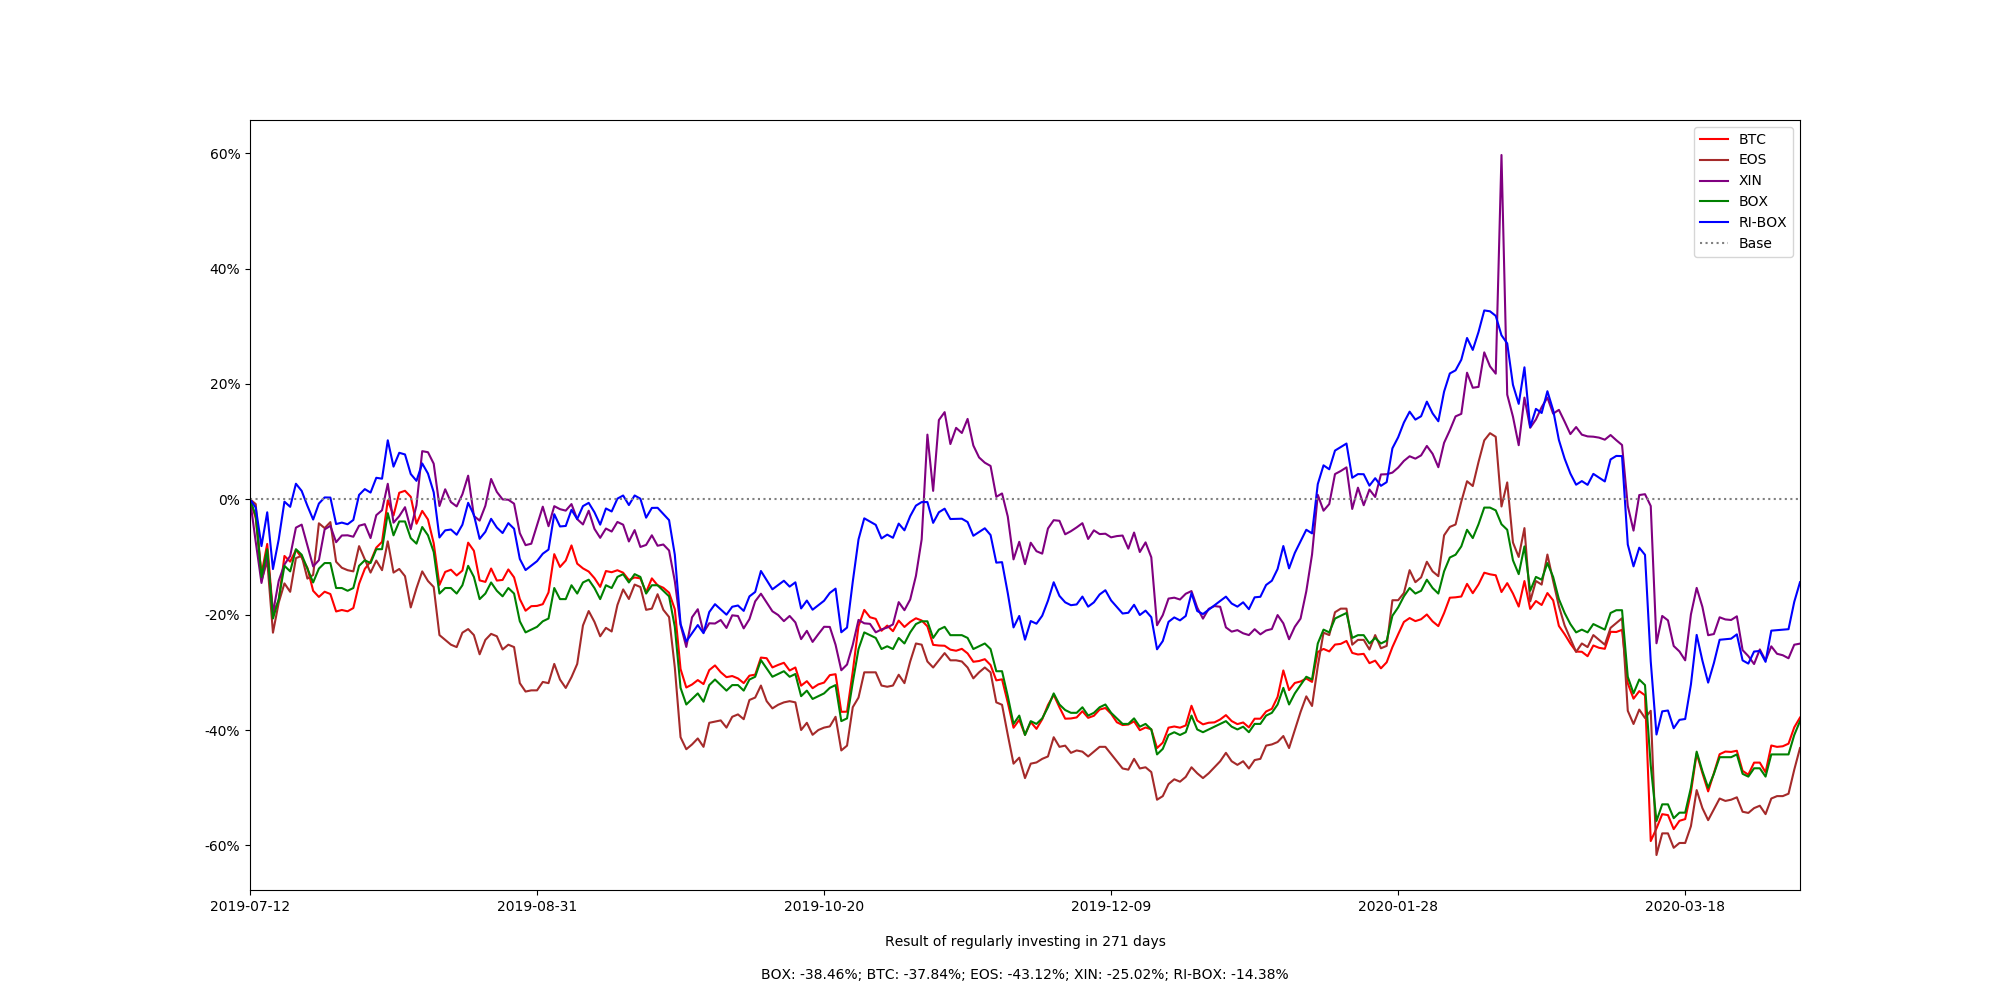 60%
40%
20%
0%
-20%
-40%
-60%
BTC
EOS
XIN
BOX
RI-BOX
Base
2019-07-12 2019-08-31 2019-10-20 2019-12-09 2020-01-28 2020-03-18
Result of regularly investing in 271 days
BOX: -38.46%; BTC: -37.84%; EOS: -43.12%; XIN: -25.02%; RI-BOX: -14.38%